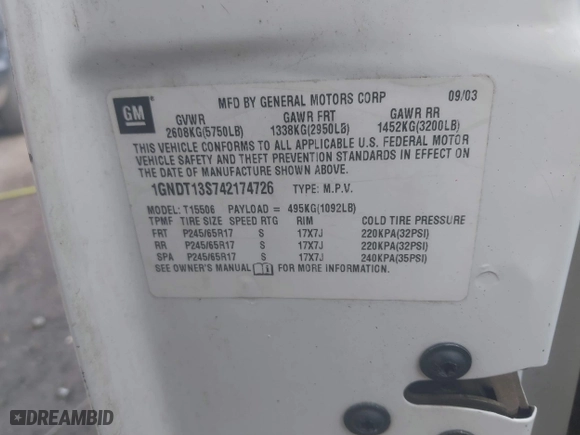 GM
MFD BY GENERAL MOTORS CORP 09/03
GVWR GAWR FRT GAWR RR
2608KG(5750LB) 1338KG(2950LB) 1452KG(3200LB)
THIS VEHICLE CONFORMS TO ALL APPLICABLE U.S. FEDERAL MOTOR
VEHICLE SAFETY AND THEFT PREVENTION STANDARDS IN EFFECT ON
THE DATE OF MANUFACTURE SHOWN ABOVE.
1GNDT13S742174726 TYPE: M.P.V.
MODEL: T15506 PAYLOAD = 495KG(1092LB)
TPMF TIRE SIZE SPEED RTG RIM COLD TIRE PRESSURE
FRT P245/65R17 S 17X7J 220KPA(32PSI)
RR P245/65R17 S 17X7J 220KPA(32PSI)
SPA P245/65R17 S 17X7J 240KPA(35PSI)
SEE OWNER'S MANUAL FOR MORE INFORMATION.
DREAMBID